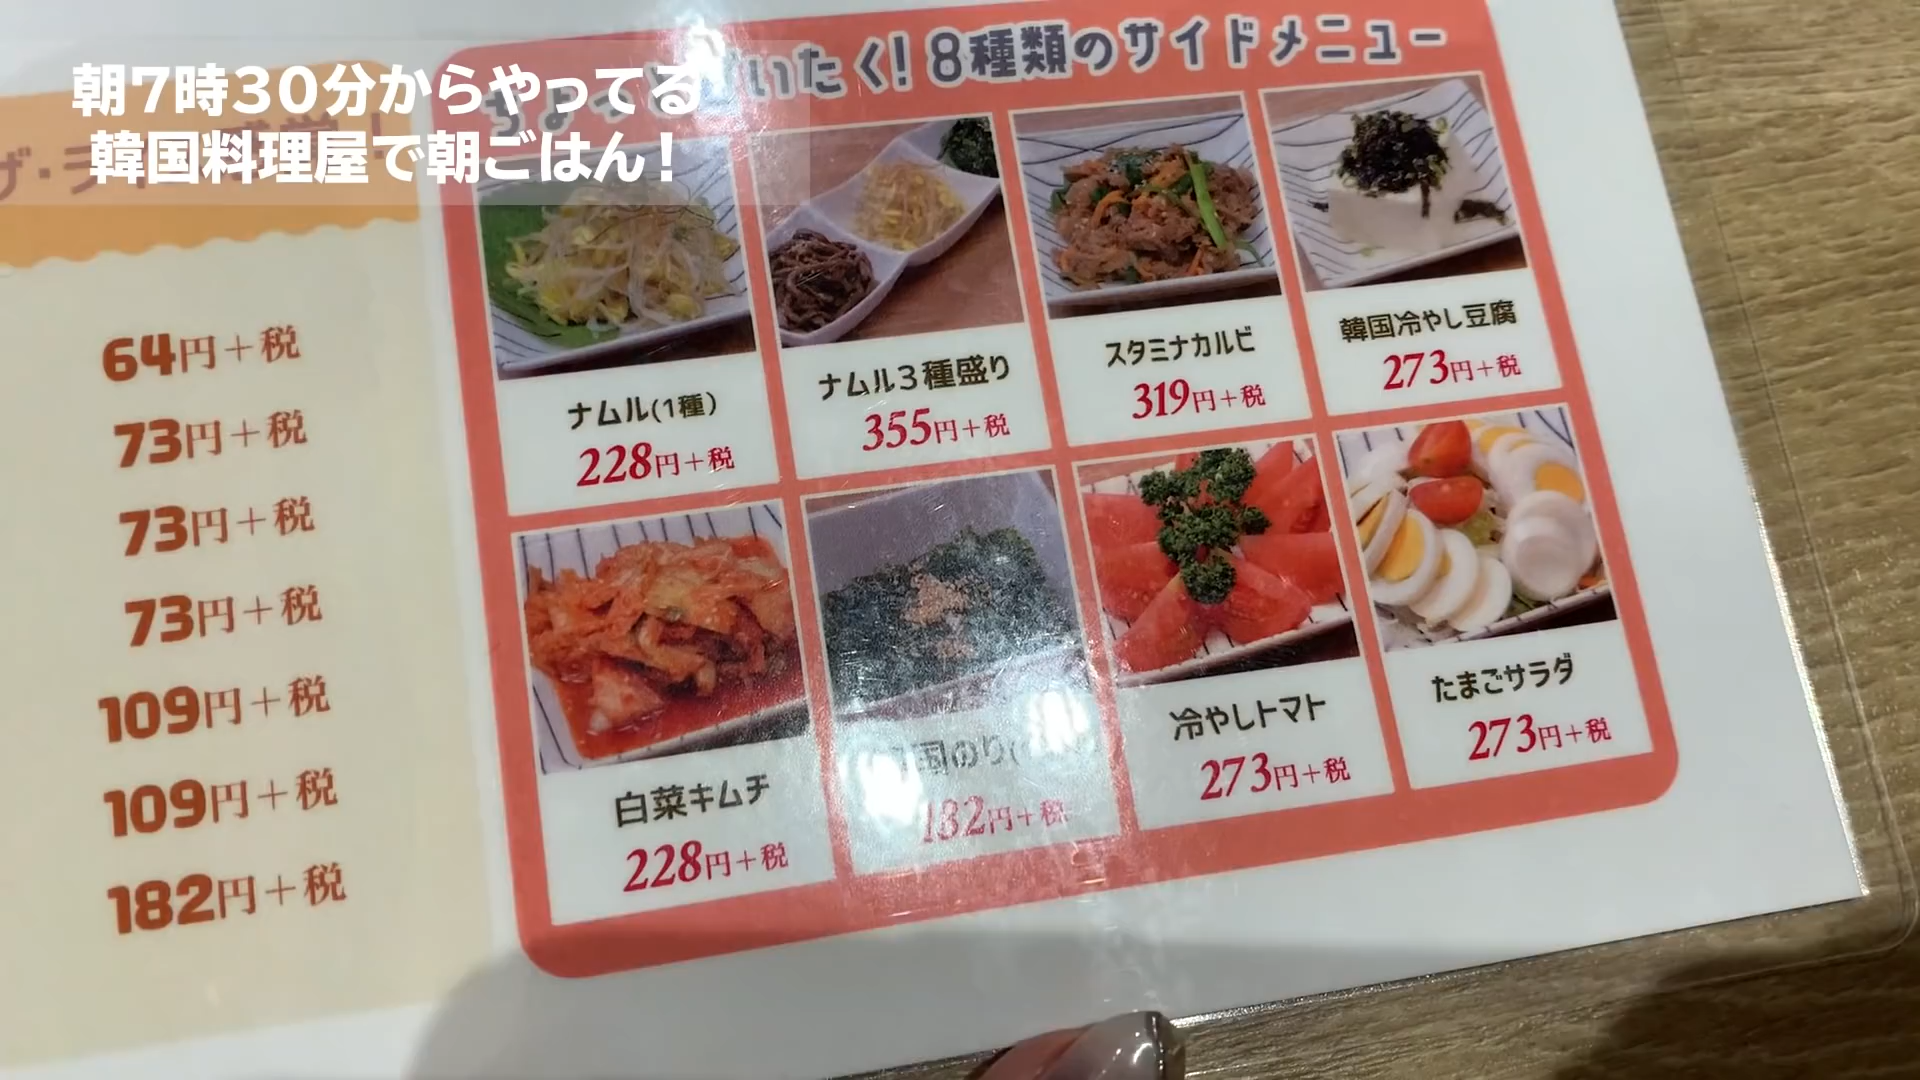 朝7時30分からやってる
韓国料理屋で朝ごはん！
いたく！8種類のサイドメニュー
64円＋税
73円＋税
73円＋税
73円＋税
109円＋税
109円＋税
182円＋税
ナムル(1種)
228円＋税
ナムル3種盛り
355円＋税
スタミナカルビ
319円＋税
韓国冷やし豆腐
273円＋税
白菜キムチ
228円＋税
国のり
182円＋税
冷やしトマト
273円＋税
たまごサラダ
273円＋税